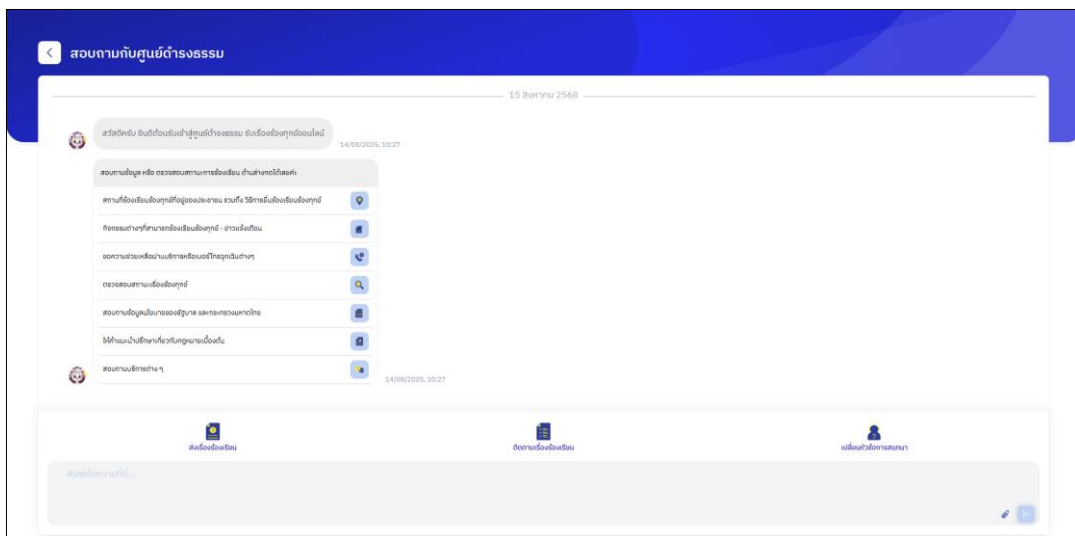 สอบถามกับศูนย์ดำรงธรรม
15 สิงหาคม 2568
สวัสดีครับ ยินดีต้อนรับเข้าสู่ศูนย์ดำรงธรรม รับเรื่องร้องทุกข์ออนไลน์
14/08/2025, 10:27
สอบถามข้อมูล หรือ ตรวจสอบสถานะการร้องเรียน ด้านล่างกดได้เลยค่ะ
สถานที่ร้องเรียนร้องทุกข์ที่อยู่ของประชาชน รวมถึง วิธีการยื่นร้องเรียนร้องทุกข์
กิจกรรมต่างๆที่สามารถร้องเรียนร้องทุกข์ - ข่าวแจ้งเตือน
ขอความช่วยเหลือผ่านบริการหรือเบอร์โทรฉุกเฉินต่างๆ
ตรวจสอบสถานะเรื่องร้องทุกข์
สอบถามข้อมูลนโยบายของรัฐบาล และกระทรวงมหาดไทย
ให้คำแนะนำปรึกษาเกี่ยวกับกฎหมายเบื้องต้น
สอบถามบริการต่าง ๆ
14/08/2025, 10:27
ส่งเรื่องร้องเรียน
ติดตามเรื่องร้องเรียน
เปลี่ยนหัวข้อการสนทนา
พิมพ์ข้อความที่นี่...